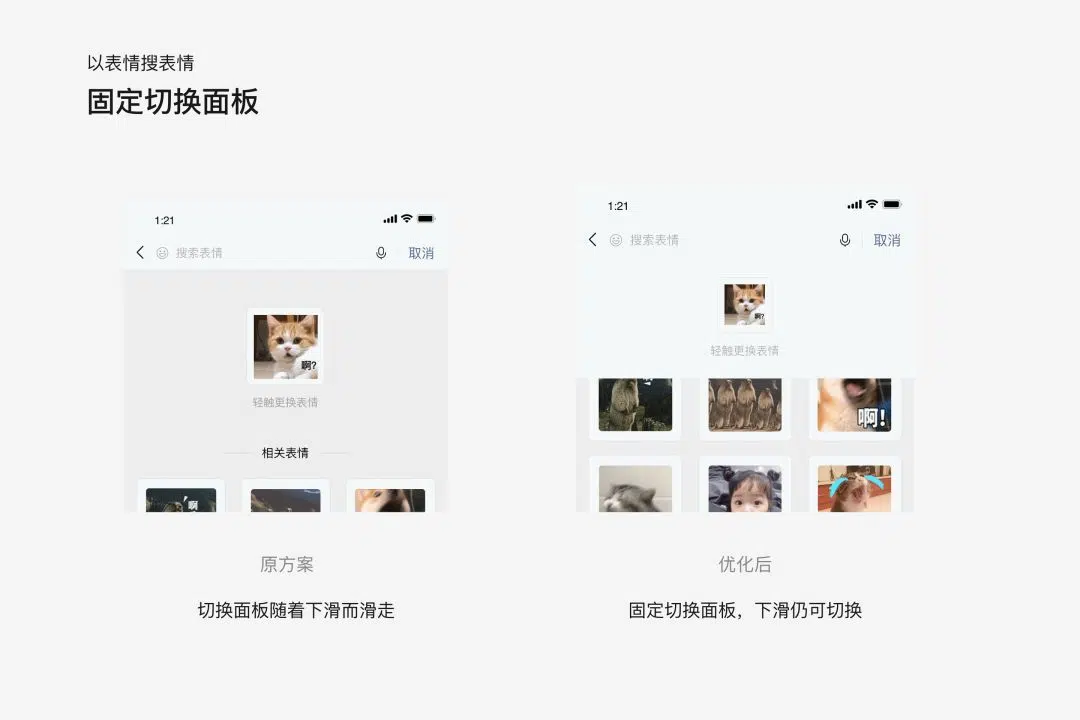 以表情搜表情
固定切换面板
1:21
搜索表情
取消
啊?
轻触更换表情
相关表情
啊
原方案
切换面板随着下滑而滑走
1:21
搜索表情
取消
啊?
轻触更换表情
啊!
优化后
固定切换面板，下滑仍可切换